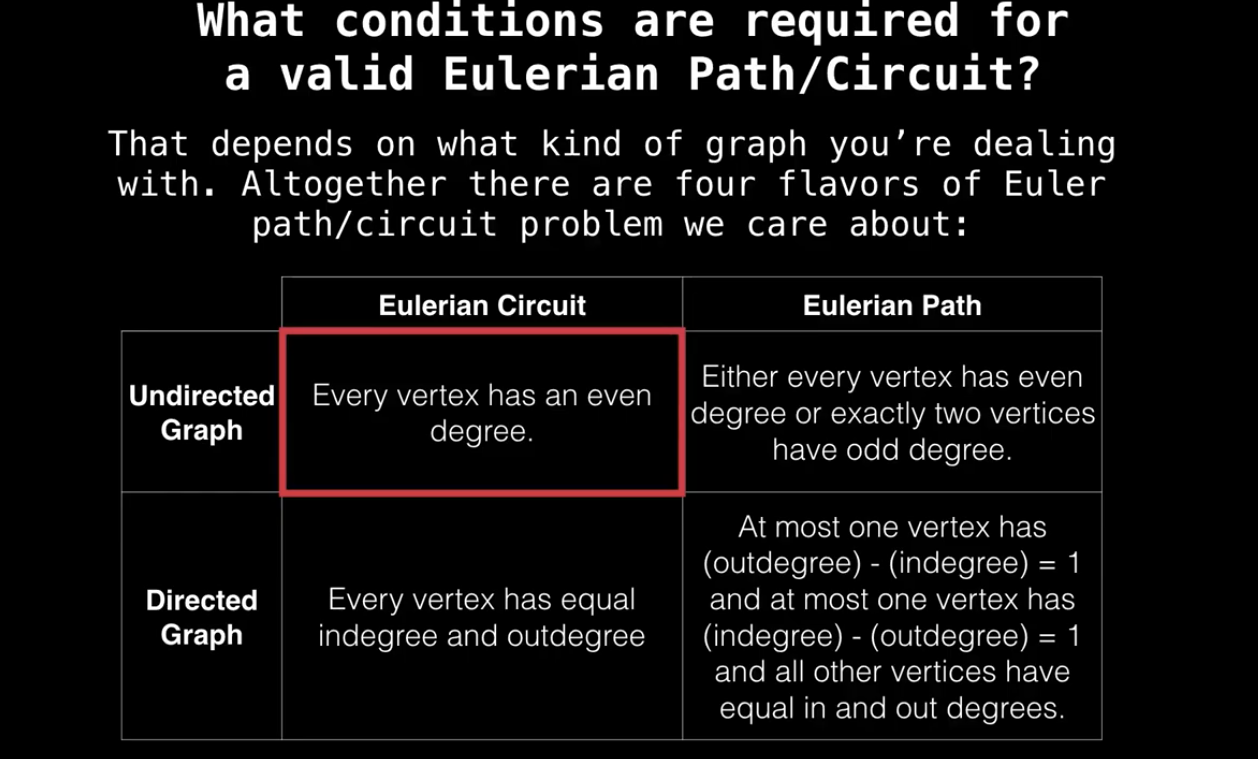 What conditions are required for
a valid Eulerian Path/Circuit?
That depends on what kind of graph you’re dealing
with. Altogether there are four flavors of Euler
path/circuit problem we care about:
Eulerian Circuit
Eulerian Path
Undirected
Graph
Every vertex has an even
degree.
Either every vertex has even
degree or exactly two vertices
have odd degree.
Directed
Graph
Every vertex has equal
indegree and outdegree
At most one vertex has
(outdegree) - (indegree) = 1
and at most one vertex has
(indegree) - (outdegree) = 1
and all other vertices have
equal in and out degrees.